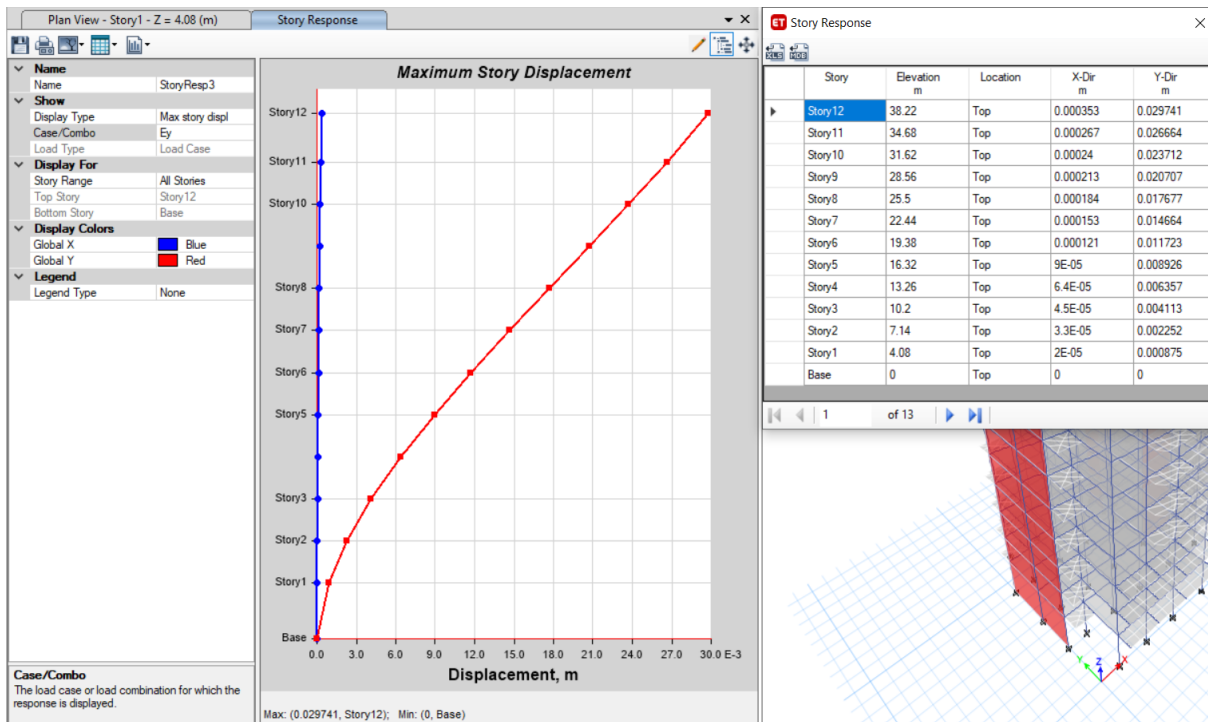 Plan View - Story1 - Z = 4.08 (m)
Story Response
Name
Name StoryResp3
Show
Display Type Max story displ
Case/Combo Ey
Load Type Load Case
Display For
Story Range All Stories
Top Story Story12
Bottom Story Base
Display Colors
Global X Blue
Global Y Red
Legend
Legend Type None
Case/Combo
The load case or load combination for which the
response is displayed.
Maximum Story Displacement
Story12
Story11
Story10
Story8
Story7
Story6
Story5
Story3
Story2
Story1
Base
0.0 3.0 6.0 9.0 12.0 15.0 18.0 21.0 24.0 27.0 30.0 E-3
Displacement, m
Max: (0.029741, Story12); Min: (0, Base)
ET Story Response
XLS MDB
Story Elevation Location X-Dir Y-Dir
m m m
Story12 38.22 Top 0.000353 0.029741
Story11 34.68 Top 0.000267 0.026664
Story10 31.62 Top 0.00024 0.023712
Story9 28.56 Top 0.000213 0.020707
Story8 25.5 Top 0.000184 0.017677
Story7 22.44 Top 0.000153 0.014664
Story6 19.38 Top 0.000121 0.011723
Story5 16.32 Top 9E-05 0.008926
Story4 13.26 Top 6.4E-05 0.006357
Story3 10.2 Top 4.5E-05 0.004113
Story2 7.14 Top 3.3E-05 0.002252
Story1 4.08 Top 2E-05 0.000875
Base 0 Top 0 0
1 of 13
Y Z X